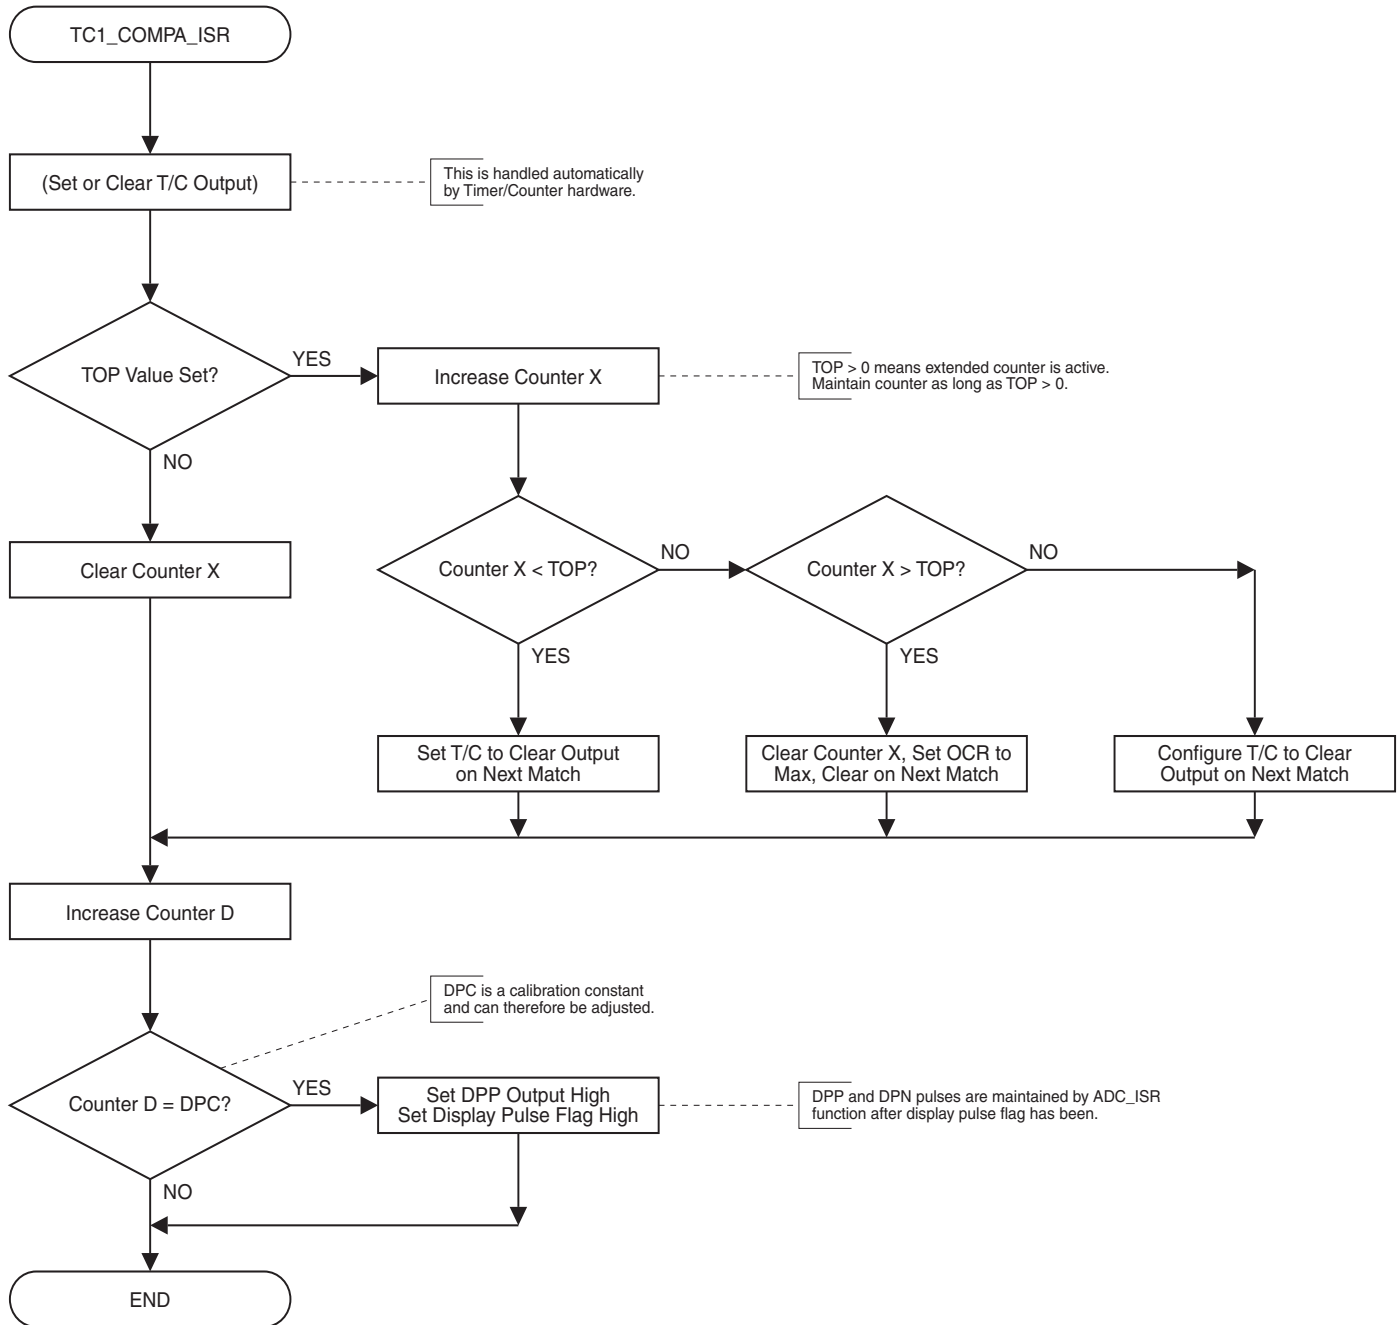 TC1_COMPA_ISR
(Set or Clear T/C Output)
This is handled automatically
by Timer/Counter hardware.
TOP Value Set?
YES
Increase Counter X
TOP > 0 means extended counter is active.
Maintain counter as long as TOP > 0.
NO
Clear Counter X
Counter X < TOP?
NO
Counter X > TOP?
NO
YES
YES
Set T/C to Clear Output
on Next Match
Clear Counter X, Set OCR to
Max, Clear on Next Match
Configure T/C to Clear
Output on Next Match
Increase Counter D
DPC is a calibration constant
and can therefore be adjusted.
Counter D = DPC?
YES
Set DPP Output High
Set Display Pulse Flag High
DPP and DPN pulses are maintained by ADC_ISR
function after display pulse flag has been.
NO
END